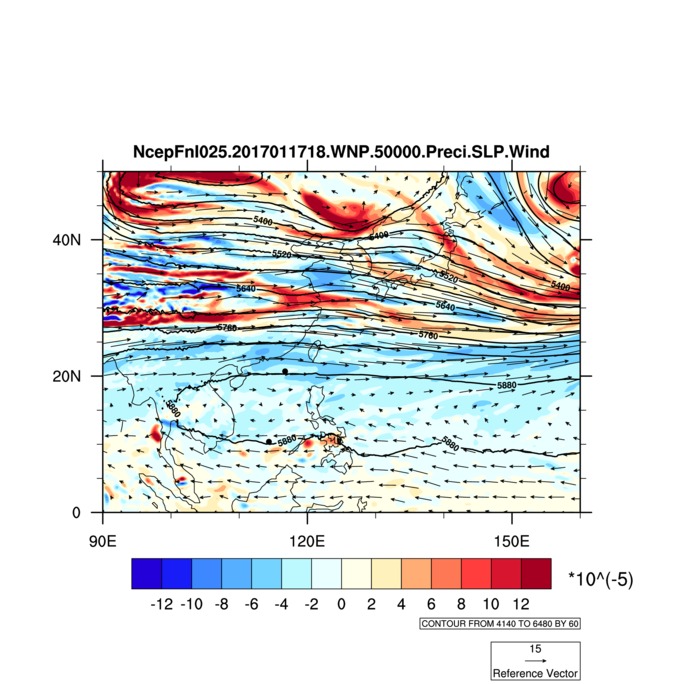 NcepFnl025.2017011718.WNP.50000.Preci.SLP.Wind
5400
5400
40N
5520
5520
5640
5400
5640
5760
5760
20N
5880
5880
5880
5880
0
90E 120E 150E
*10^(-5)
-12 -10 -8 -6 -4 -2 0 2 4 6 8 10 12
CONTOUR FROM 4140 TO 6480 BY 60
15
Reference Vector